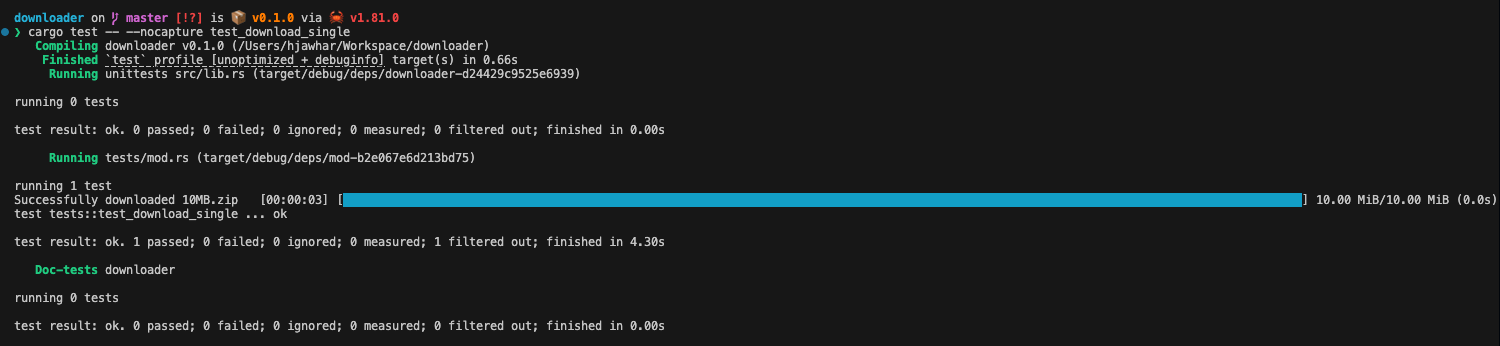 downloader on master [!?] is 📦 v0.1.0 via 🦀 v1.81.0
❯ cargo test -- --nocapture test_download_single
Compiling downloader v0.1.0 (/Users/hjawhar/Workspace/downloader)
Finished `test` profile [unoptimized + debuginfo] target(s) in 0.66s
Running unittests src/lib.rs (target/debug/deps/downloader-d24429c9525e6939)
running 0 tests
test result: ok. 0 passed; 0 failed; 0 ignored; 0 measured; 0 filtered out; finished in 0.00s
Running tests/mod.rs (target/debug/deps/mod-b2e067e6d213bd75)
running 1 test
Successfully downloaded 10MB.zip [00:00:03] [] 10.00 MiB/10.00 MiB (0.0s)
test tests::test_download_single ... ok
test result: ok. 1 passed; 0 failed; 0 ignored; 0 measured; 1 filtered out; finished in 4.30s
Doc-tests downloader
running 0 tests
test result: ok. 0 passed; 0 failed; 0 ignored; 0 measured; 0 filtered out; finished in 0.00s